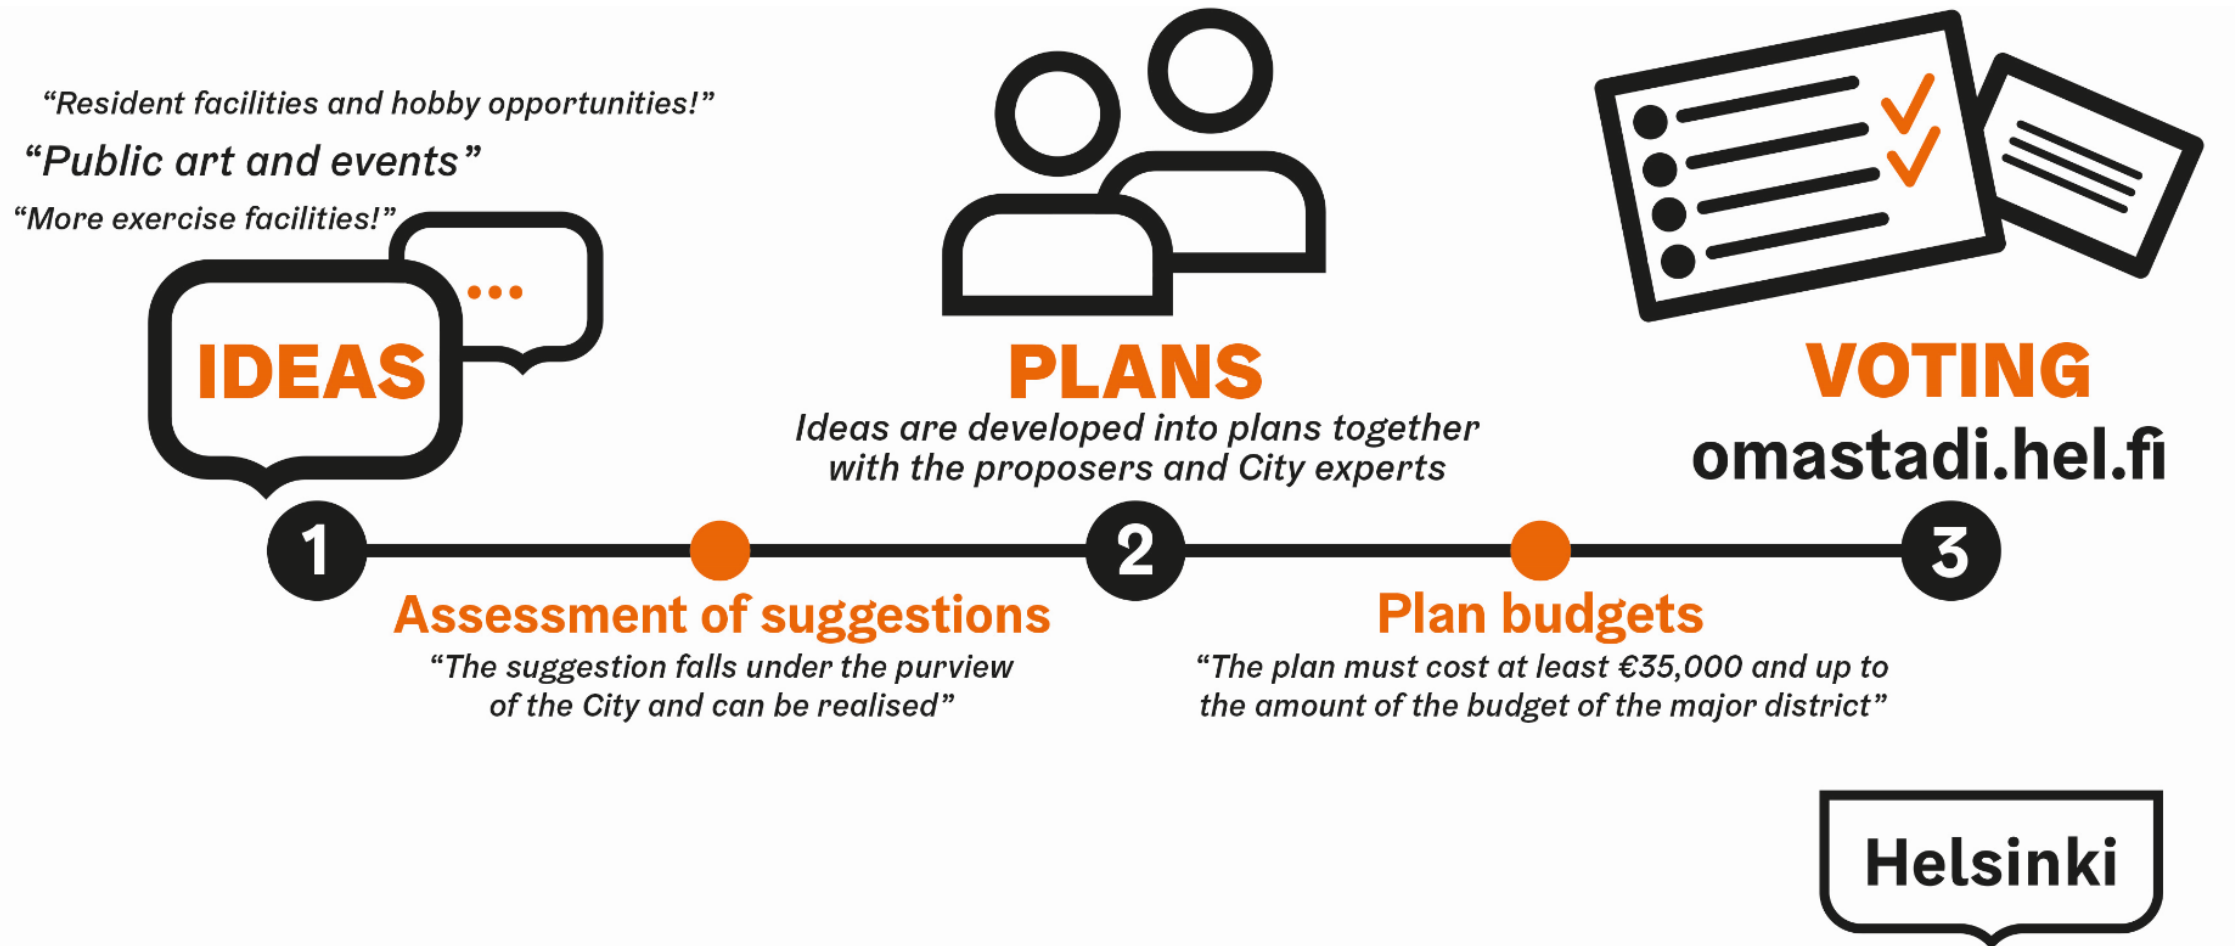 “Resident facilities and hobby opportunities!”
“Public art and events”
“More exercise facilities!”
IDEAS
PLANS
Ideas are developed into plans together
with the proposers and City experts
VOTING
omastadi.hel.fi
1
2
3
Assessment of suggestions
“The suggestion falls under the purview
of the City and can be realised”
Plan budgets
“The plan must cost at least €35,000 and up to
the amount of the budget of the major district”
Helsinki